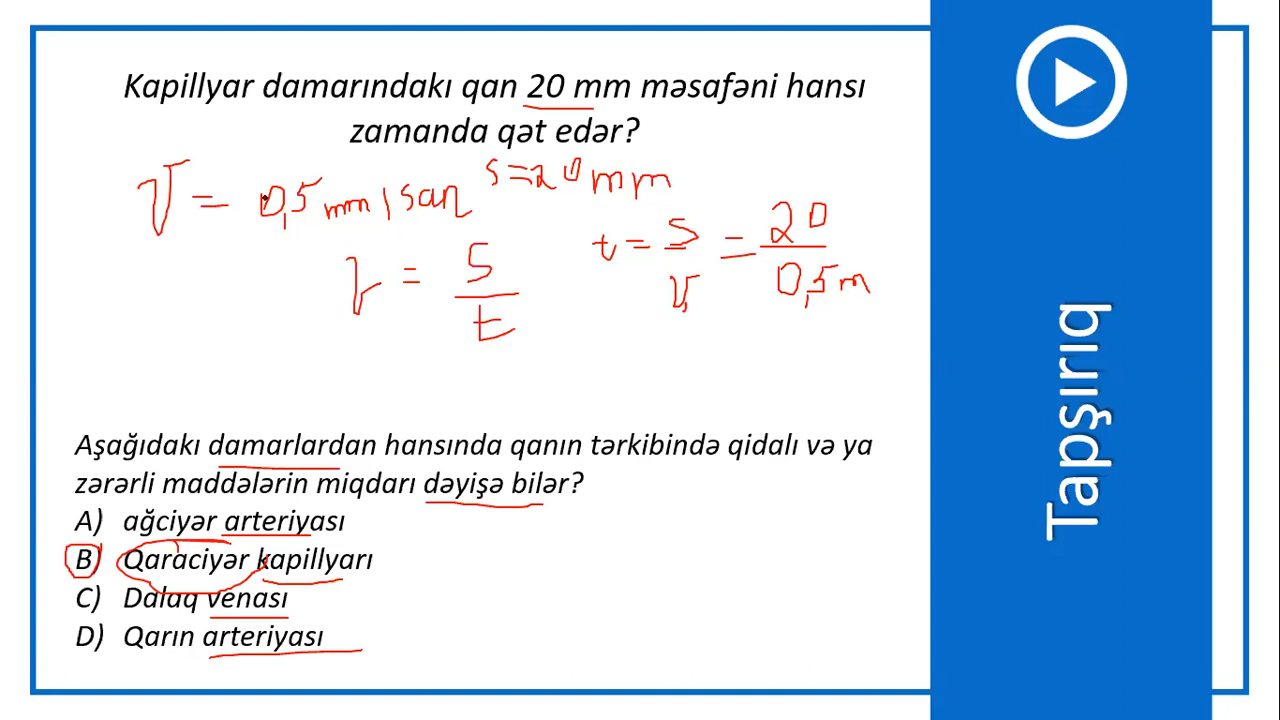 Kapillyar damarındakı qan 20 mm məsafəni hansı
zamanda qət edər?
V = 0,5 mm/san s=20 mm
V = S/t t = S/V = 20/0,5 m
Aşağıdakı damarlardan hansında qanın tərkibində qidalı və ya
zərərli maddələrin miqdarı dəyişə bilər?
A) ağciyər arteriyası
B) Qaraciyər kapillyarı
C) Dalaq venası
D) Qarın arteriyası
Tapşırıq